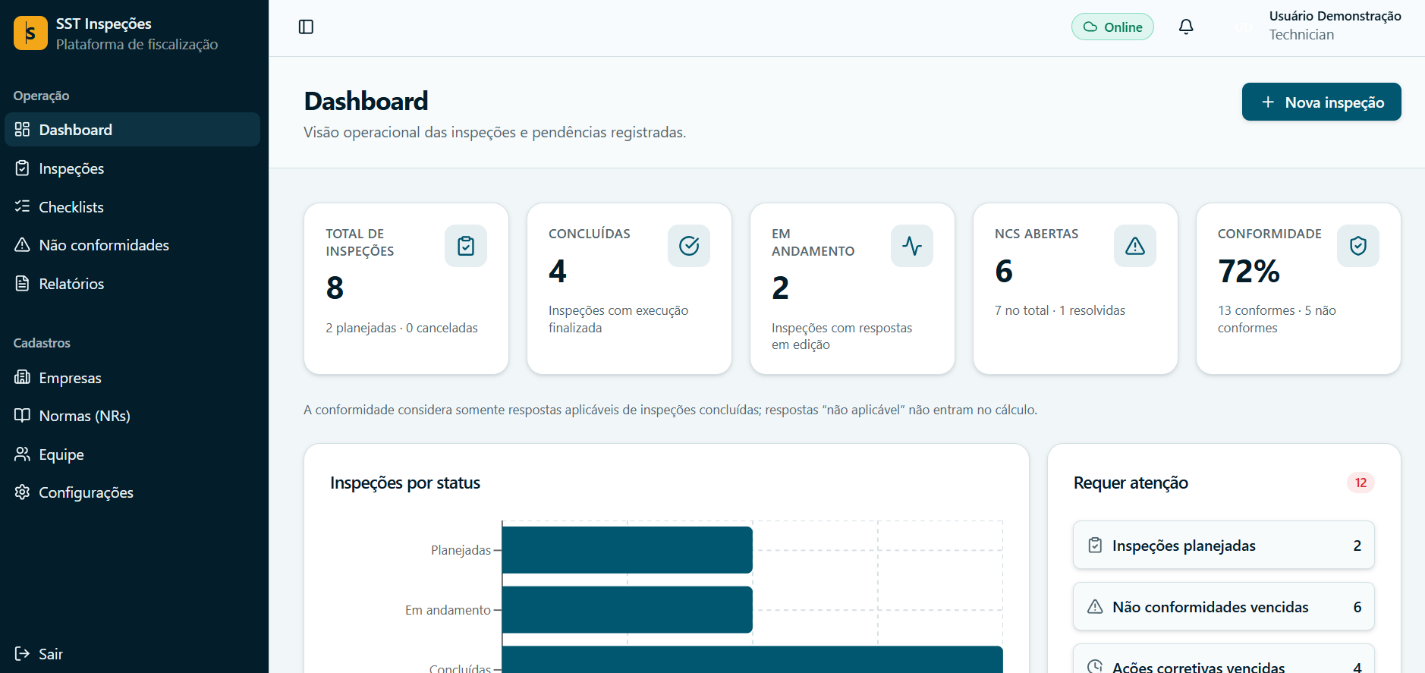 S
SST Inspeções
Plataforma de fiscalização
Operação
Dashboard
Inspeções
Checklists
Não conformidades
Relatórios
Cadastros
Empresas
Normas (NRs)
Equipe
Configurações
Sair
Online
Usuário Demonstração
Technician
Dashboard
Visão operacional das inspeções e pendências registradas.
Nova inspeção
TOTAL DE
INSPEÇÕES
8
2 planejadas · 0 canceladas
CONCLUÍDAS
4
Inspeções com execução
finalizada
EM
ANDAMENTO
2
Inspeções com respostas
em edição
NCS ABERTAS
6
7 no total · 1 resolvidas
CONFORMIDADE
72%
13 conformes · 5 não
conformes
A conformidade considera somente respostas aplicáveis de inspeções concluídas; respostas “não aplicável” não entram no cálculo.
Inspeções por status
Planejadas
Em andamento
Concluídas
Requer atenção
12
Inspeções planejadas 2
Não conformidades vencidas 6
Ações corretivas vencidas 4